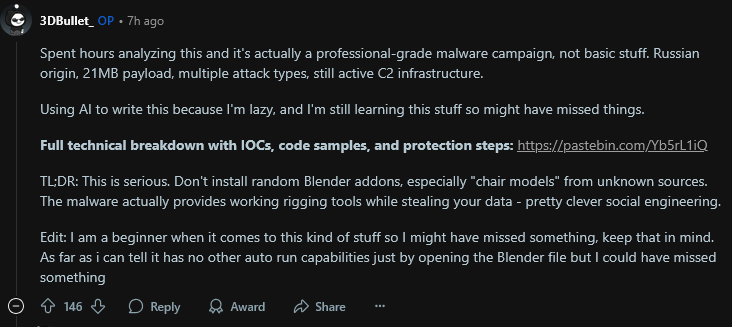 3DBullet_ OP • 7h ago
Spent hours analyzing this and it's actually a professional-grade malware campaign, not basic stuff. Russian
origin, 21MB payload, multiple attack types, still active C2 infrastructure.
Using AI to write this because I'm lazy, and I'm still learning this stuff so might have missed things.
Full technical breakdown with IOCs, code samples, and protection steps: https://pastebin.com/Yb5rL1iQ
TL;DR: This is serious. Don't install random Blender addons, especially "chair models" from unknown sources.
The malware actually provides working rigging tools while stealing your data - pretty clever social engineering.
Edit: I am a beginner when it comes to this kind of stuff so I might have missed something, keep that in mind.
As far as i can tell it has no other auto run capabilities just by opening the Blender file but I could have missed
something
146 Reply Award Share ...